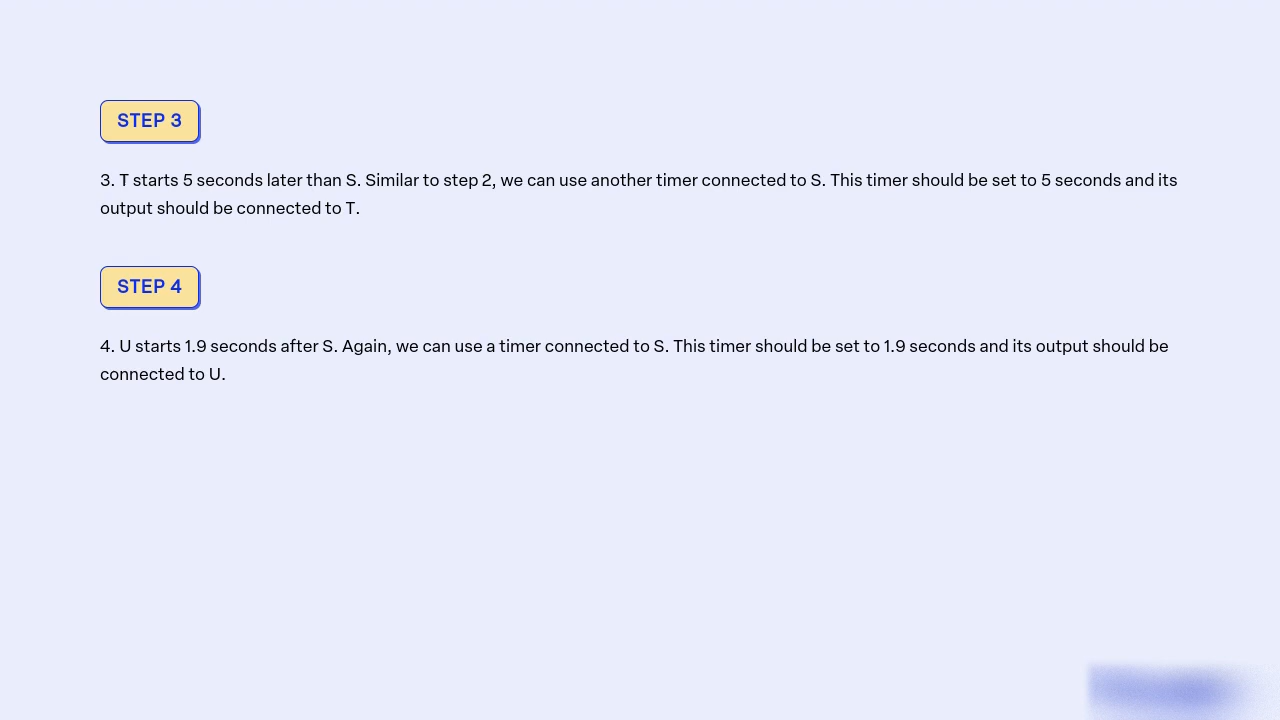 STEP 3
3. T starts 5 seconds later than S. Similar to step 2, we can use another timer connected to S. This timer should be set to 5 seconds and its
output should be connected to T.
STEP 4
4. U starts 1.9 seconds after S. Again, we can use a timer connected to S. This timer should be set to 1.9 seconds and its output should be
connected to U.